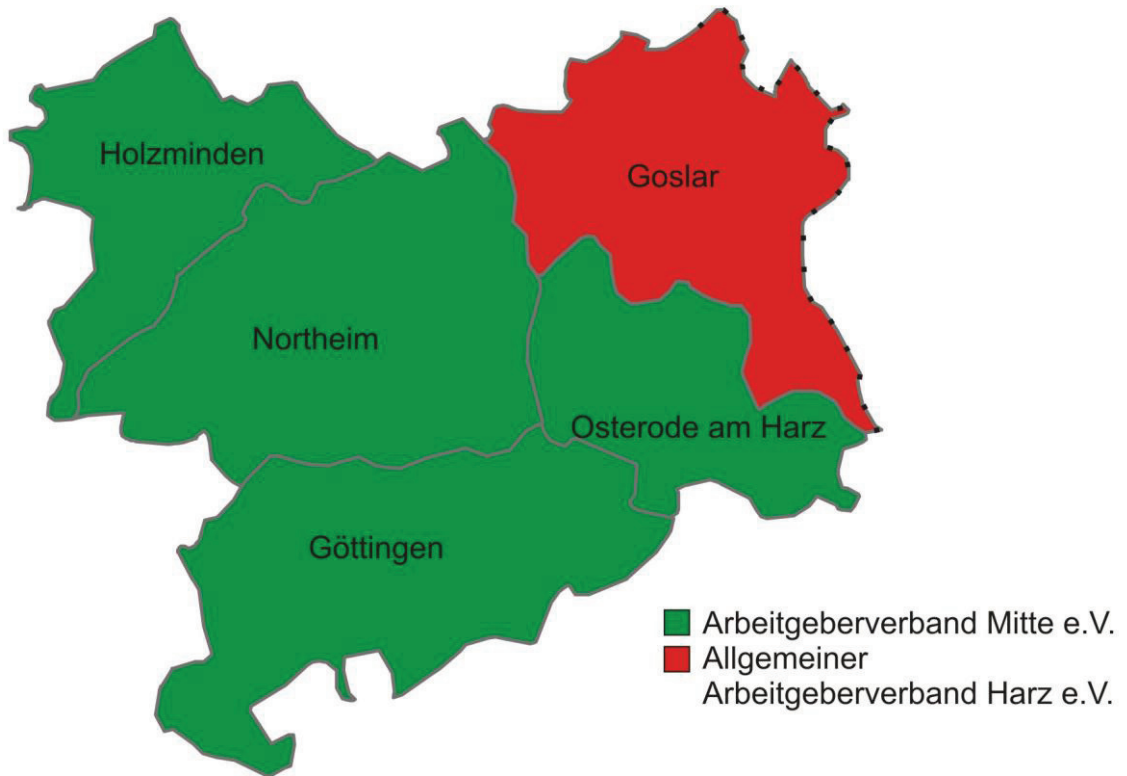 Holzminden
Goslar
Northeim
Osterode am Harz
Göttingen
Arbeitgeberverband Mitte e.V.
Allgemeiner
Arbeitgeberverband Harz e.V.